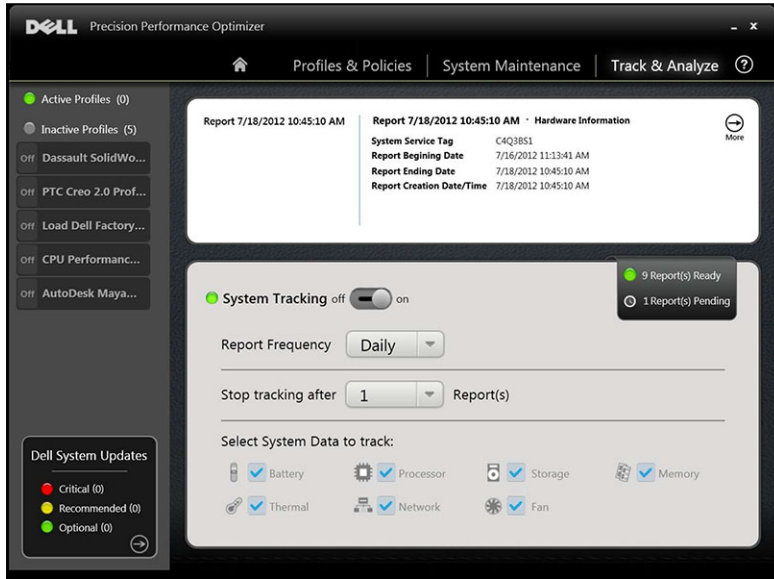 DELL Precision Performance Optimizer
Profiles & Policies System Maintenance Track & Analyze ?
Active Profiles (0)
Inactive Profiles (5)
Off Dassault SolidWo...
Off PTC Creo 2.0 Prof...
Off Load Dell Factory...
Off CPU Performanc...
Off AutoDesk Maya...
Dell System Updates
Critical (0)
Recommended (0)
Optional (0)
Report 7/18/2012 10:45:10 AM
Report 7/18/2012 10:45:10 AM · Hardware Information
System Service Tag C4Q3BS1
Report Begining Date 7/16/2012 11:13:41 AM
Report Ending Date 7/18/2012 10:45:10 AM
Report Creation Date/Time 7/18/2012 10:45:10 AM
More
9 Report(s) Ready
1 Report(s) Pending
System Tracking off on
Report Frequency Daily
Stop tracking after 1 Report(s)
Select System Data to track:
Battery Processor Storage Memory
Thermal Network Fan